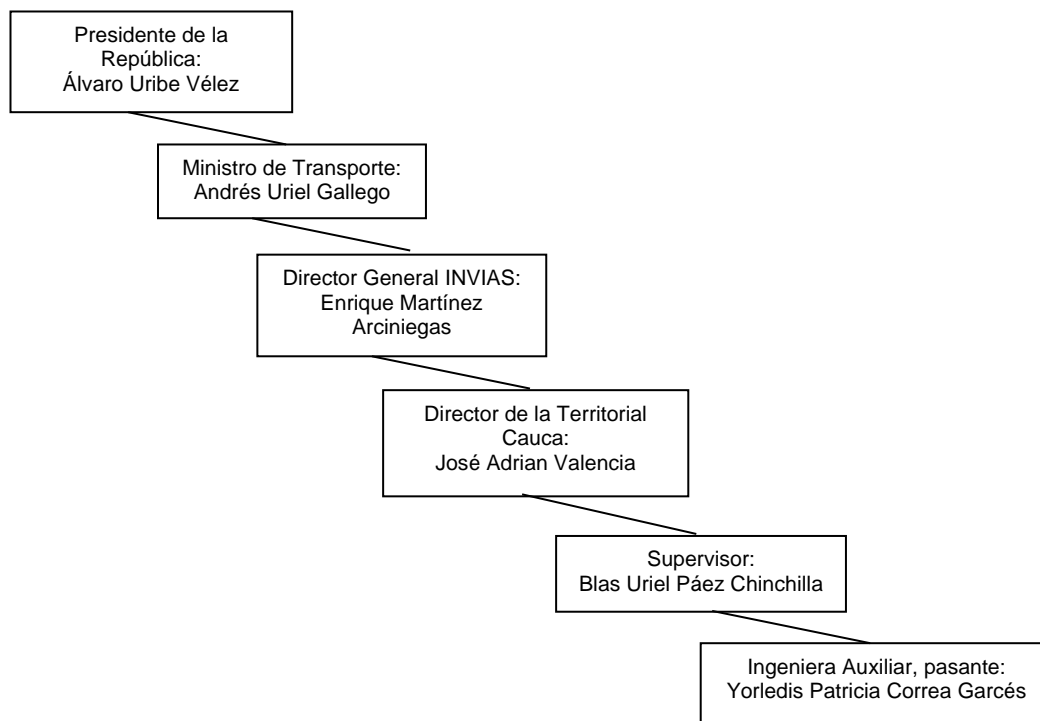 Presidente de la
República:
Álvaro Uribe Vélez
Ministro de Transporte:
Andrés Uriel Gallego
Director General INVIAS:
Enrique Martínez
Arciniegas
Director de la Territorial
Cauca:
José Adrian Valencia
Supervisor:
Blas Uriel Páez Chinchilla
Ingeniera Auxiliar, pasante:
Yorledis Patricia Correa Garcés